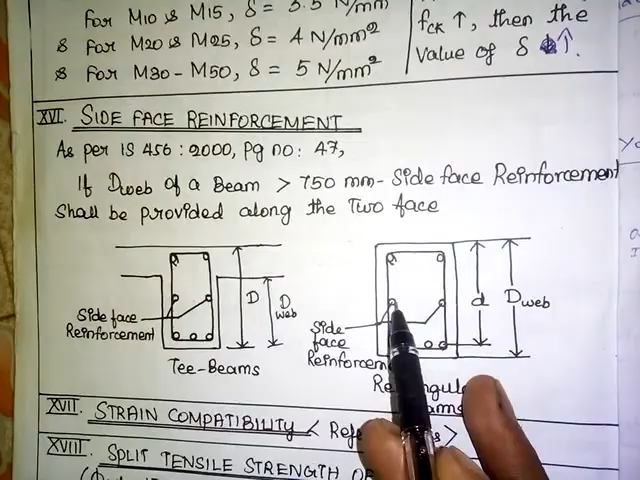 For M10 & M15, δ = 3.5 N/mm
& For M20 & M25, δ = 4 N/mm²
& For M30 - M50, δ = 5 N/mm²
fCK ↑, then the
Value of δ ↑.
XVI. SIDE FACE REINFORCEMENT
As per IS 456 : 2000, Pg no: 47,
If Dweb of a Beam > 750 mm - Side face Reinforcement
Shall be provided along the Two face
Side face
Reinforcement
D
Dweb
Tee-Beams
Side
face
Reinforcemen
d
Dweb
XVII. STRAIN COMPATIBILITY <
XVIII. SPLIT TENSILE STRENGTH OF